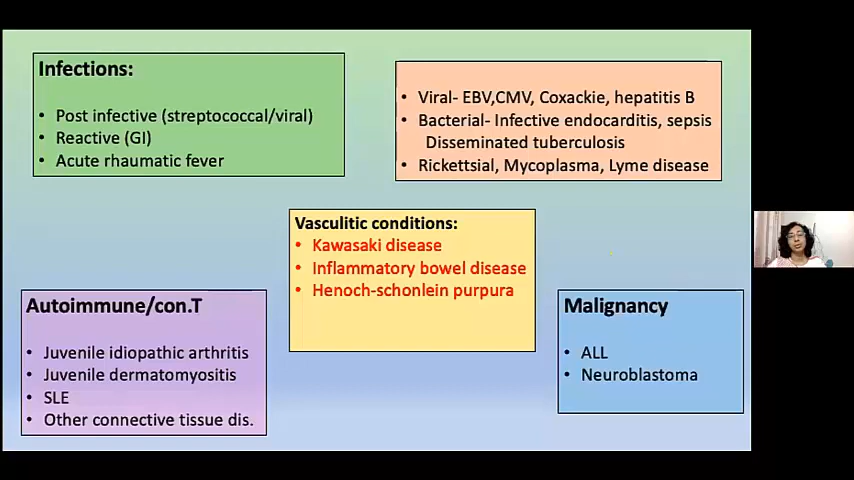 Infections:
• Post infective (streptococcal/viral)
• Reactive (GI)
• Acute rhaumatic fever
• Viral- EBV,CMV, Coxackie, hepatitis B
• Bacterial- Infective endocarditis, sepsis
Disseminated tuberculosis
• Rickettsial, Mycoplasma, Lyme disease
Vasculitic conditions:
• Kawasaki disease
• Inflammatory bowel disease
• Henoch-schonlein purpura
Autoimmune/con.T
• Juvenile idiopathic arthritis
• Juvenile dermatomyositis
• SLE
• Other connective tissue dis.
Malignancy
• ALL
• Neuroblastoma